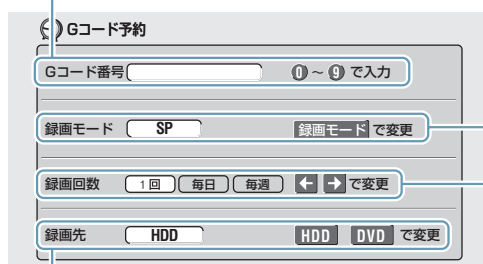 Gコード予約
Gコード番号 0 ～ 9 で入力
録画モード SP 録画モード で変更
録画回数 1回 毎日 毎週 ← → で変更
録画先 HDD HDD DVD で変更